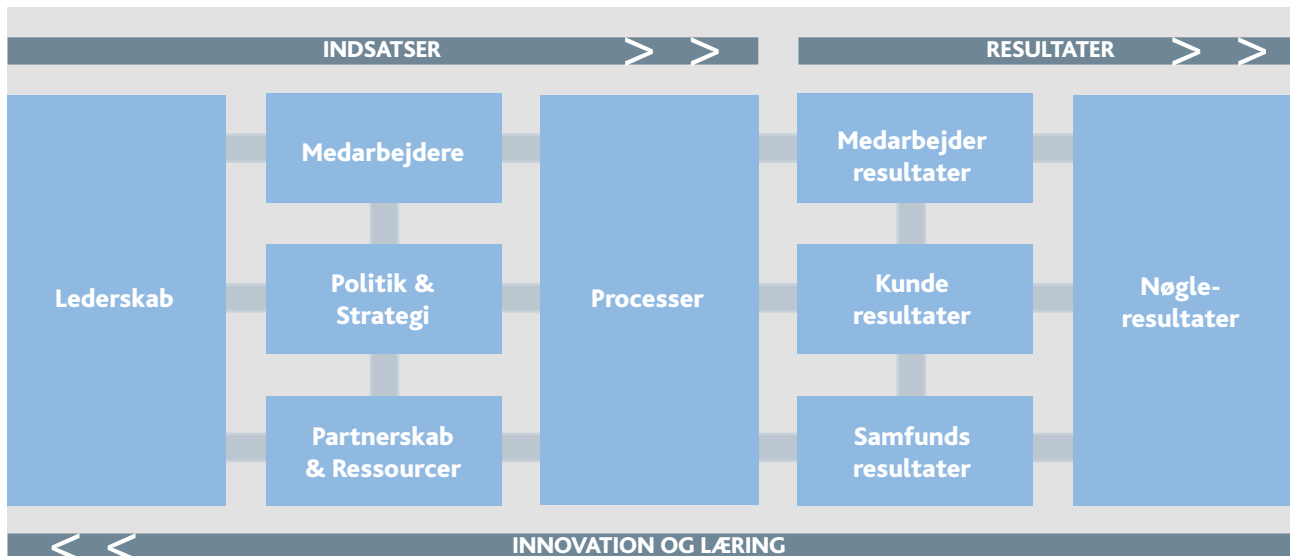 INDSATSER > >
RESULTATER > >
Lederskab
Medarbejdere
Politik &
Strategi
Partnerskab
& Ressourcer
Processer
Medarbejder
resultater
Kunde
resultater
Samfunds
resultater
Nøgle-
resultater
< < INNOVATION OG LÆRING